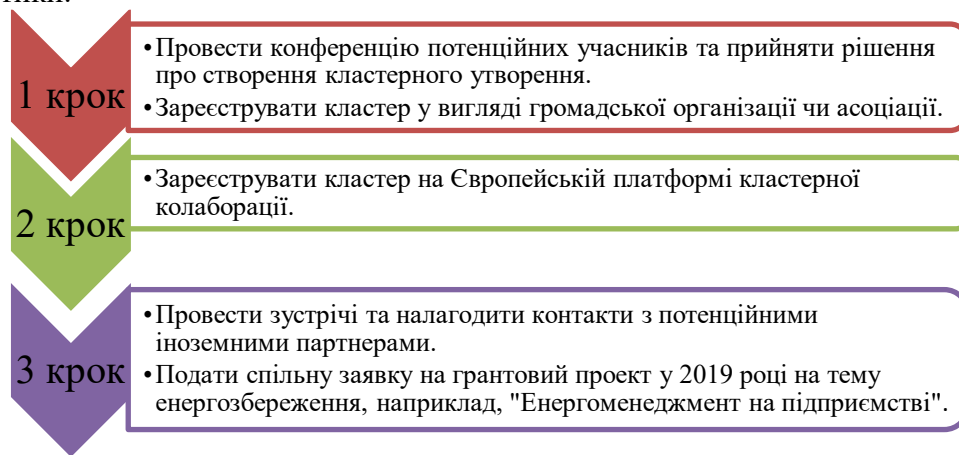 1 крок
•Провести конференцію потенційних учасників та прийняти рішення
про створення кластерного утворення.
•Зареєструвати кластер у вигляді громадської організації чи асоціації.
2 крок
•Зареєструвати кластер на Європейській платформі кластерної
колаборації.
3 крок
•Провести зустрічі та налагодити контакти з потенційними
іноземними партнерами.
•Подати спільну заявку на грантовий проект у 2019 році на тему
енергозбереження, наприклад, "Енергоменеджмент на підприємстві".